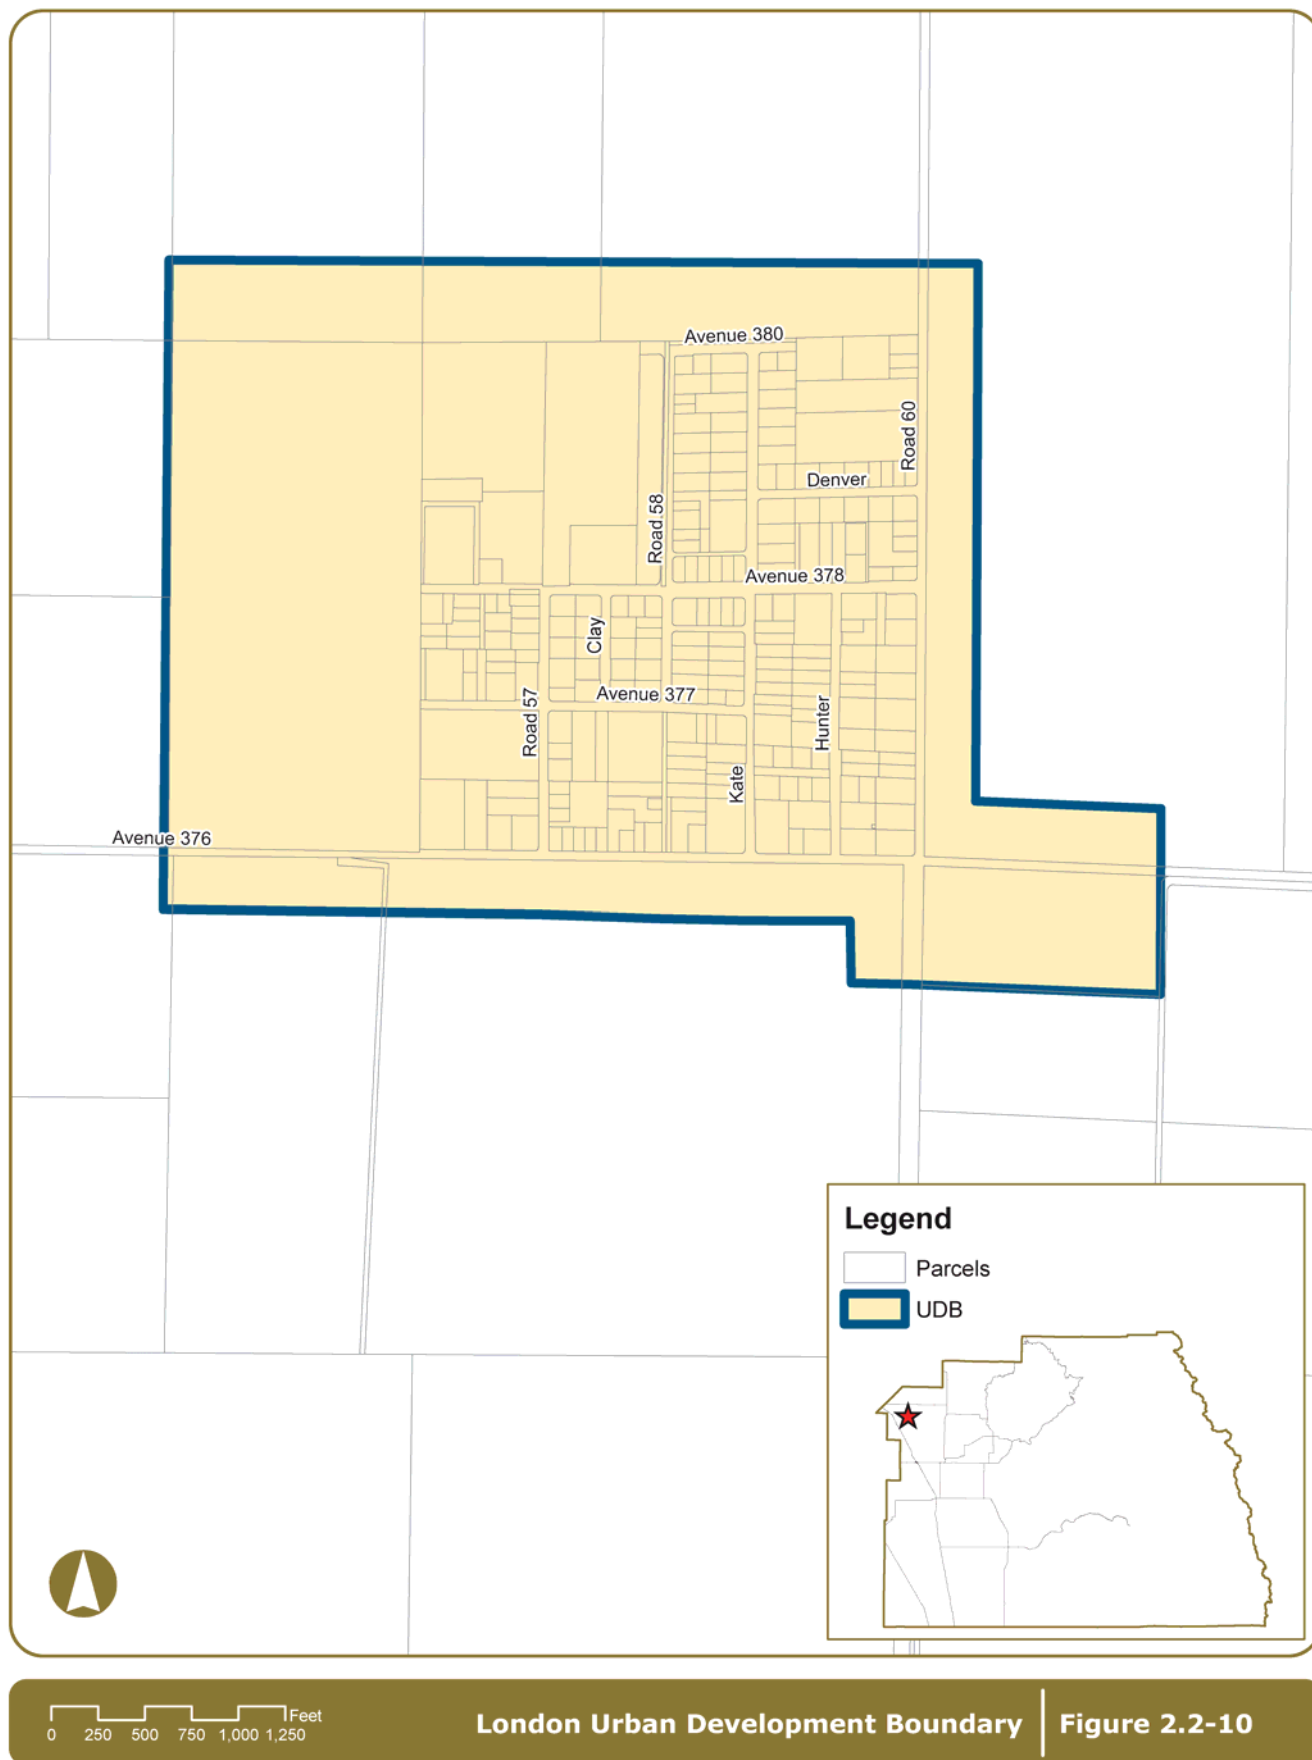 Avenue 380
Road 60
Denver
Road 58
Avenue 378
Clay
Avenue 377
Road 57
Hunter
Kate
Avenue 376
Legend
Parcels
UDB
Feet
0 250 500 750 1,000 1,250
London Urban Development Boundary
Figure 2.2-10